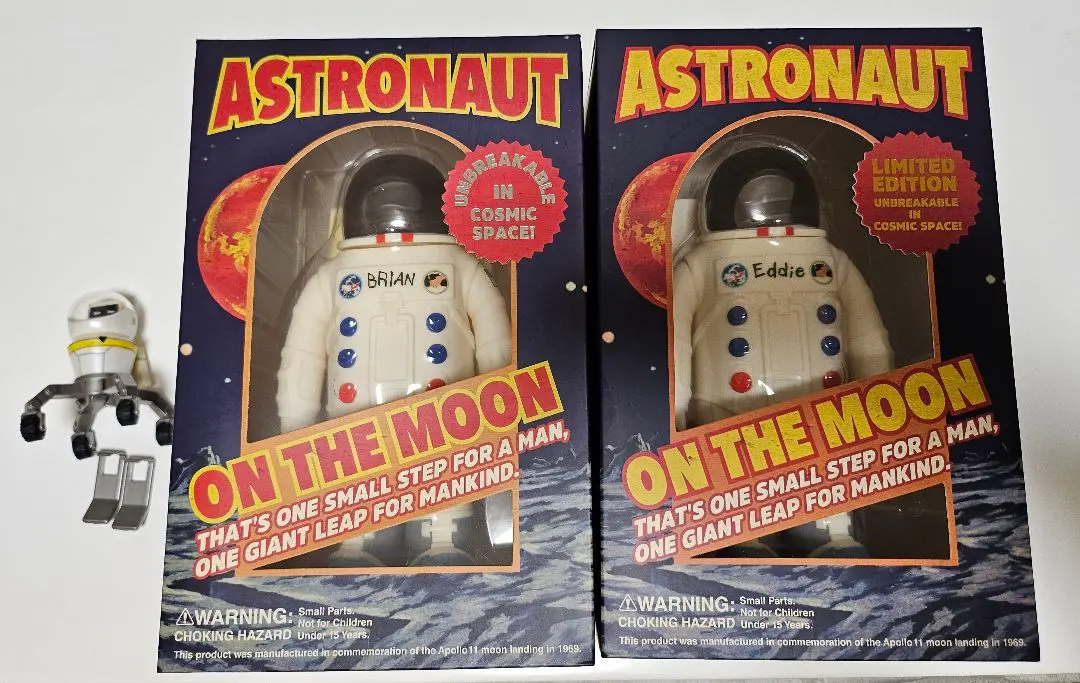 ASTRONAUT
UNBREAKABLE
IN
COSMIC
SPACE!
BRIAN
ON THE MOON
THAT'S ONE SMALL STEP FOR A MAN,
ONE GIANT LEAP FOR MANKIND.
WARNING:
CHOKING HAZARD
Small Parts.
Not for Children
Under 15 Years.
This product was manufactured in commemoration of the Apollo 11 moon landing in 1969.
ASTRONAUT
LIMITED
EDITION
UNBREAKABLE
IN
COSMIC SPACE!
Eddie
ON THE MOON
THAT'S ONE SMALL STEP FOR A MAN,
ONE GIANT LEAP FOR MANKIND.
WARNING:
CHOKING HAZARD
Small Parts.
Not for Children
Under 15 Years.
This product was manufactured in commemoration of the Apollo 11 moon landing in 1969.